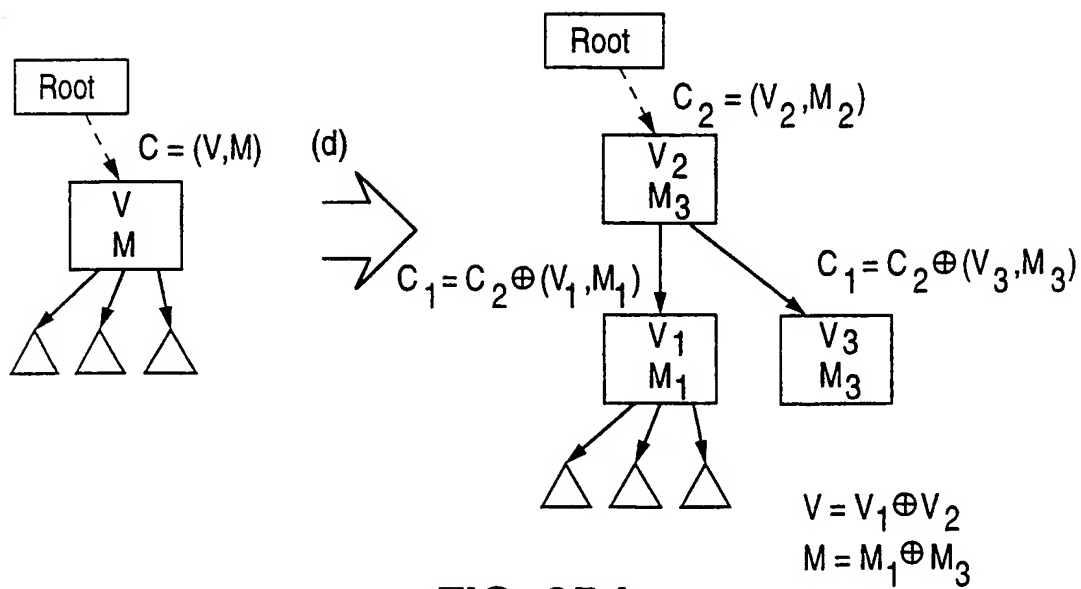 Root
C = (V,M)
V
M
(d)
Root
C₂ = (V₂,M₂)
V₂
M₃
C₁ = C₂⊕(V₁,M₁)
C₁ = C₂⊕(V₃,M₃)
V₁
M₁
V₃
M₃
V = V₁⊕V₂
M = M₁⊕M₃